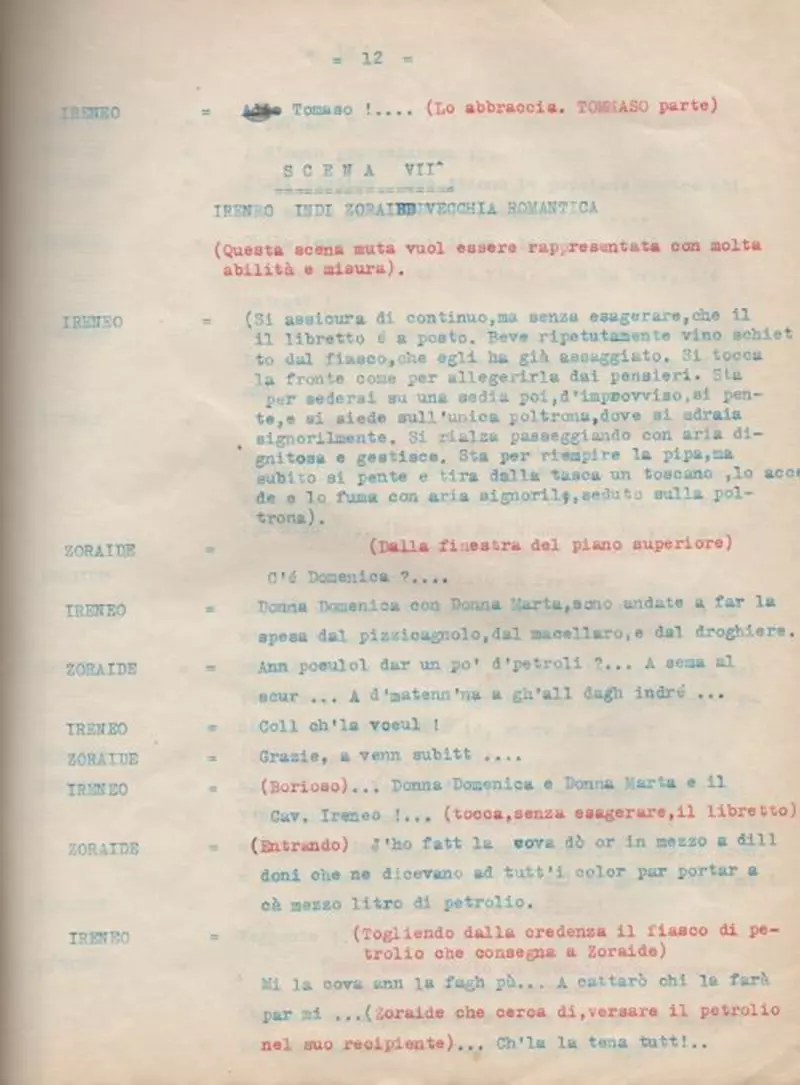 = 12 =
IRENEO = Tomaso !.... (Lo abbraccia. TOMMASO parte)
SCENA VII^
====================
IRENEO INDI ZORAIDE VECCHIA ROMANTICA
(Questa scena muta vuol essere rappresentata con molta
abilità e misura).
IRENEO = (Si assicura di continuo,ma senza esagerare,che il
il libretto é a posto. Beve ripetutamente vino schiet
to dal fiasco,che egli ha già assaggiato. Si tocca
la fronte come per allegerirla dai pensieri. Sta
per sedersi su una sedia poi,d'improvviso,si pen-
te,e si siede sull'unica poltrona,dove si sdraia
signorilmente. Si rialza passeggiando con aria di-
gnitosa e gestisce. Sta per riempire la pipa,ma
subito si pente e tira dalla tasca un toscano ,lo acce
de e lo fuma con aria signorile,seduto sulla pol-
trona).
ZORAIDE = (Dalla finestra del piano superiore)
C'é Domenica ?....
IRENEO = Donna Domenica con Donna Marta,sono andate a far la
spesa dal pizzicagnolo,dal macellaro,e dal droghiere.
ZORAIDE = Ann poeulol dar un po' d'petroli ?... A sema al
scur ... A d'matenn'na a gh'all dagh indré ...
IRENEO = Coll ch'la voeul !
ZORAIDE = Grazie, a venn subitt ....
IRENEO = (Borioso)... Donna Domenica e Donna Marta e il
Cav. Ireneo !... (tocca,senza esagerare,il libretto)
ZORAIDE = (Entrando) J'ho fatt la cova dò or in mezzo a dill
doni che ne dicevano ad tutt'i color par portar a
cà mezzo litro di petrolio.
IRENEO = (Togliendo dalla credenza il fiasco di pe-
trolio che consegna a Zoraide)
Mi la cova ann la fagh pù... A cattarò chi la farà
par mi ...(Zoraide che cerca di,versare il petrolio
nel suo recipiente)... Ch'la la tena tutt!..